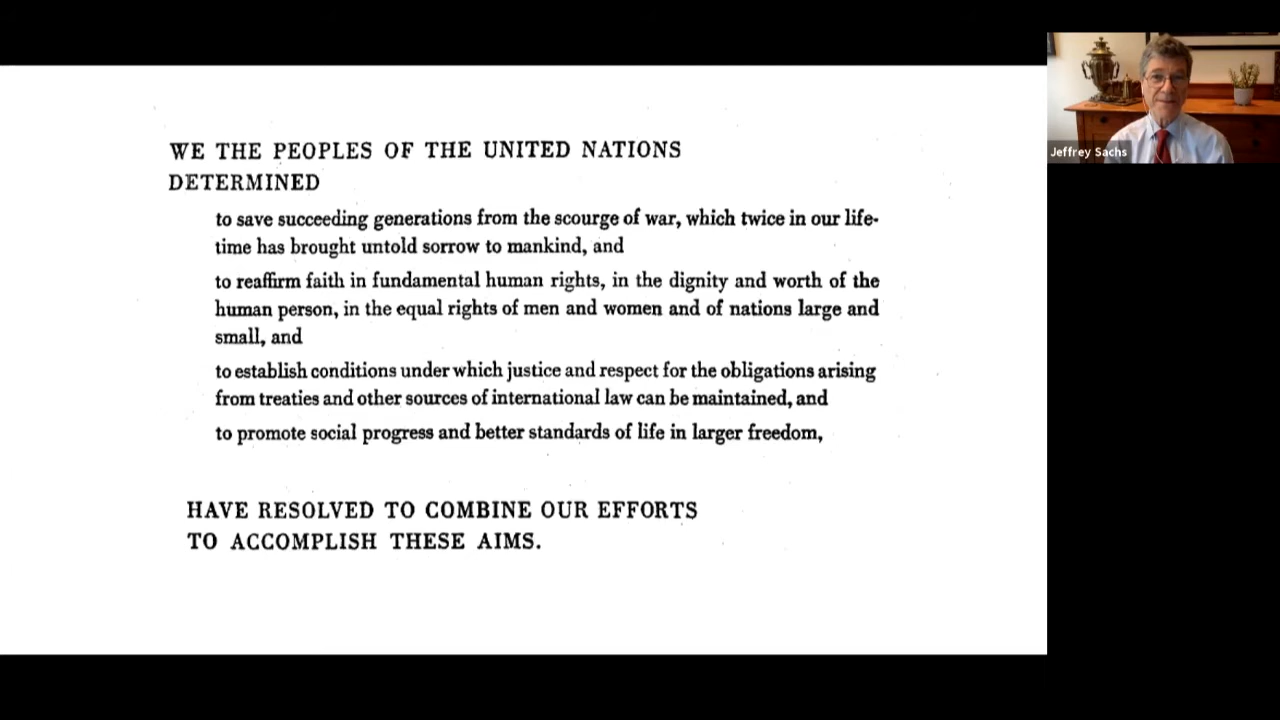 WE THE PEOPLES OF THE UNITED NATIONS
DETERMINED
to save succeeding generations from the scourge of war, which twice in our life-
time has brought untold sorrow to mankind, and
to reaffirm faith in fundamental human rights, in the dignity and worth of the
human person, in the equal rights of men and women and of nations large and
small, and
to establish conditions under which justice and respect for the obligations arising
from treaties and other sources of international law can be maintained, and
to promote social progress and better standards of life in larger freedom,
HAVE RESOLVED TO COMBINE OUR EFFORTS
TO ACCOMPLISH THESE AIMS.
Jeffrey Sachs